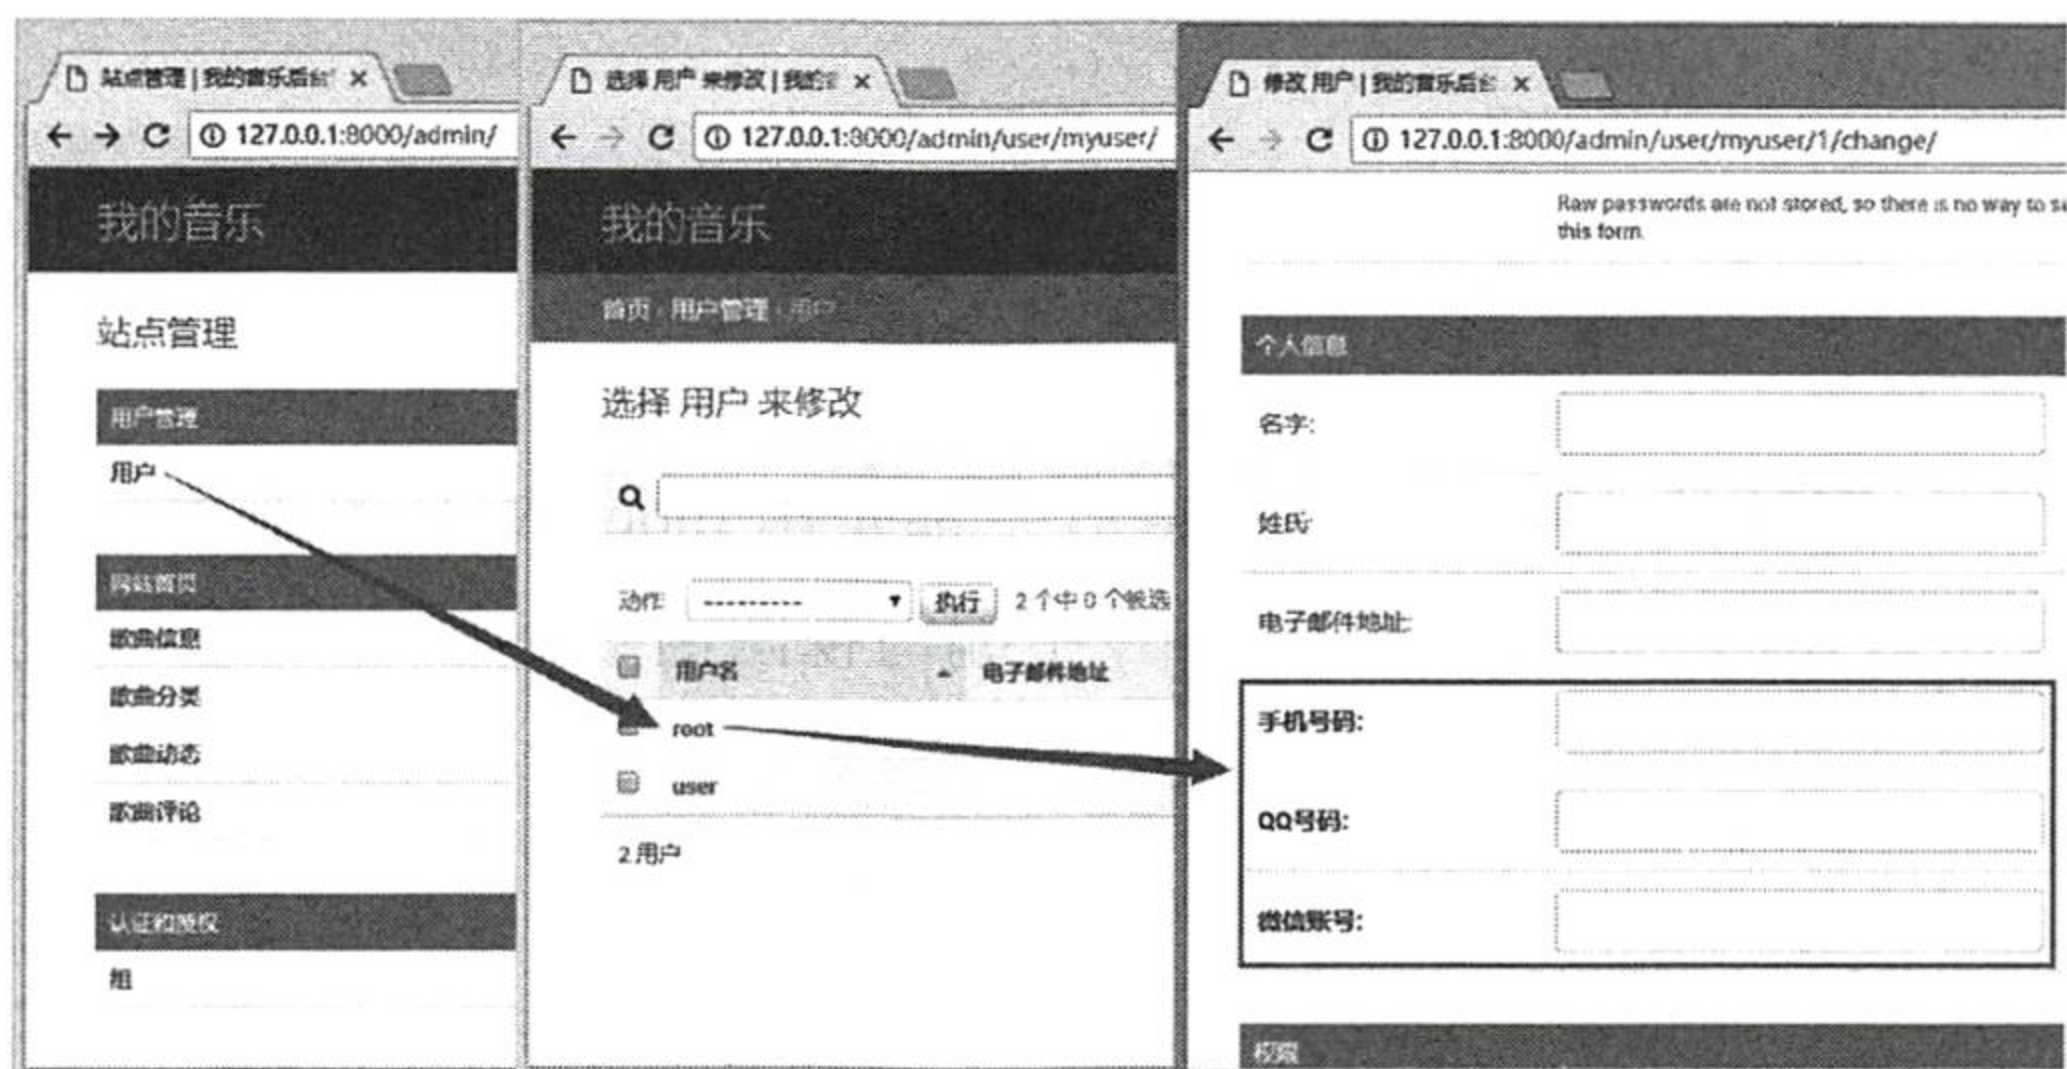 站点管理 | 我的音乐后台
127.0.0.1:8000/admin/
我的音乐
站点管理
用户管理
用户
网站首页
歌曲信息
歌曲分类
歌曲动态
歌曲评论
认证和授权
组
选择 用户 来修改 | 我的音
127.0.0.1:8000/admin/user/myuser/
我的音乐
首页 › 用户管理 › 用户
选择 用户 来修改
动作 --------- 执行 2 个中 0 个被选
用户名 电子邮件地址
root
user
2 用户
修改 用户 | 我的音乐后台
127.0.0.1:8000/admin/user/myuser/1/change/
Raw passwords are not stored, so there is no way to se
this form.
个人信息
名字:
姓氏:
电子邮件地址:
手机号码:
QQ号码:
微信账号:
权限